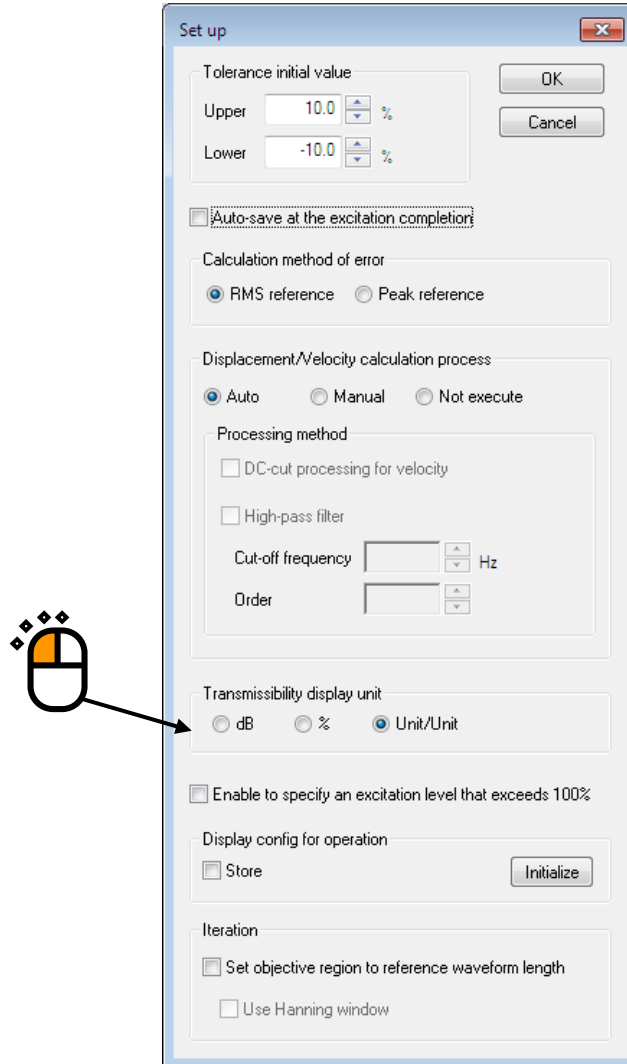 Set up
Tolerance initial value
OK
Upper 10.0 %
Cancel
Lower -10.0 %
Auto-save at the excitation completion
Calculation method of error
RMS reference Peak reference
Displacement/Velocity calculation process
Auto Manual Not execute
Processing method
DC-cut processing for velocity
High-pass filter
Cut-off frequency Hz
Order
Transmissibility display unit
dB % Unit/Unit
Enable to specify an excitation level that exceeds 100%
Display config for operation
Store Initialize
Iteration
Set objective region to reference waveform length
Use Hanning window